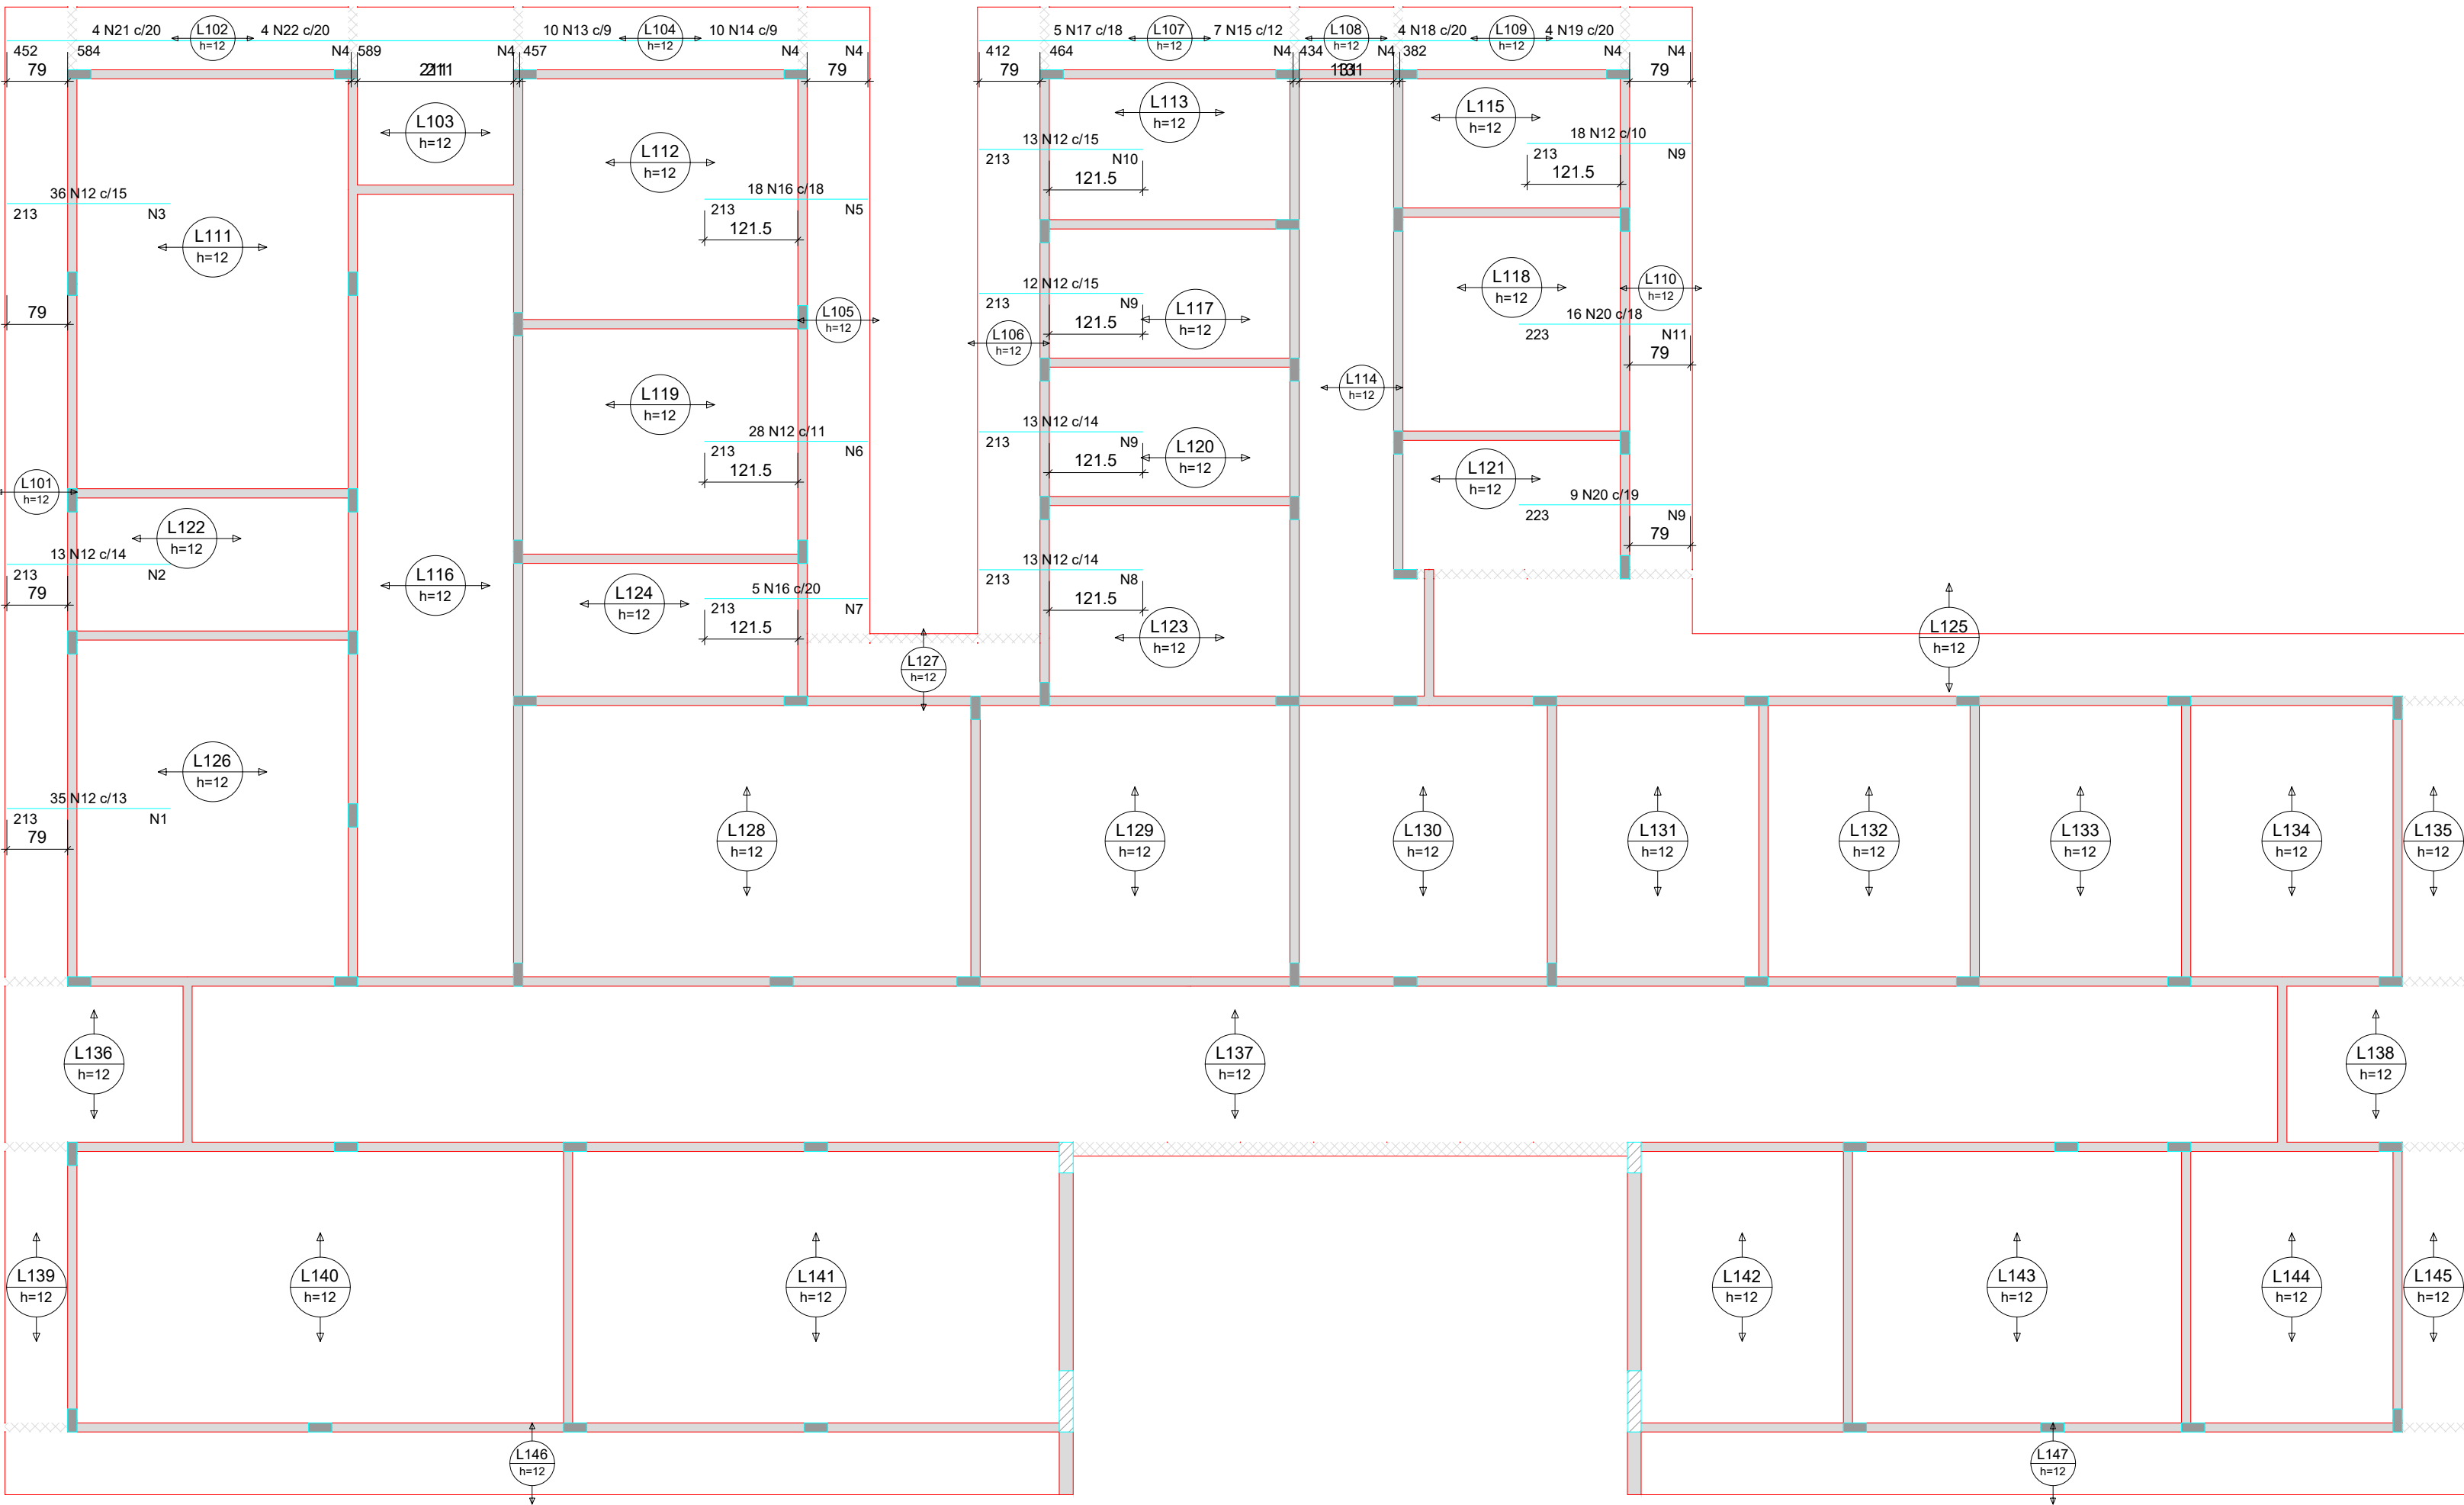 4 N21 c/20
L102
h=12
4 N22 c/20
10 N13 c/9
L104
h=12
10 N14 c/9
5 N17 c/18
L107
h=12
7 N15 c/12
L108
h=12
4 N18 c/20
L109
h=12
4 N19 c/20
452
584
N4
589
N4
457
N4
N4
412
464
N4
434
N4
382
N4
N4
79
211
79
79
131
79
L103
h=12
L113
h=12
L115
h=12
L112
h=12
13 N12 c/15
213
N10
121.5
18 N12 c/10
213
N9
121.5
36 N12 c/15
213
N3
18 N16 c/18
213
N5
121.5
L111
h=12
L118
h=12
L110
h=12
12 N12 c/15
213
N9
121.5
L117
h=12
79
L105
h=12
L106
h=12
16 N20 c/18
223
N11
79
L119
h=12
L114
h=12
28 N12 c/11
213
N6
121.5
13 N12 c/14
213
N9
121.5
L120
h=12
L121
h=12
L101
h=12
9 N20 c/19
223
N9
79
L122
h=12
13 N12 c/14
213
N2
79
L116
h=12
L124
h=12
5 N16 c/20
213
N7
121.5
13 N12 c/14
213
N8
121.5
L123
h=12
L125
h=12
L127
h=12
L126
h=12
35 N12 c/13
213
N1
79
L128
h=12
L129
h=12
L130
h=12
L131
h=12
L132
h=12
L133
h=12
L134
h=12
L135
h=12
L136
h=12
L137
h=12
L138
h=12
L139
h=12
L140
h=12
L141
h=12
L142
h=12
L143
h=12
L144
h=12
L145
h=12
L146
h=12
L147
h=12